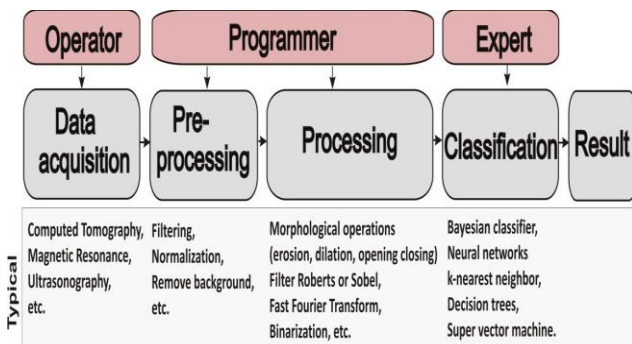 Operator
Programmer
Expert
Data
acquisition
Pre-
processing
Processing
Classification
Result
Typical
Computed Tomography,
Magnetic Resonance,
Ultrasonography,
etc.
Filtering,
Normalization,
Remove background,
etc.
Morphological operations
(erosion, dilation, opening closing)
Filter Roberts or Sobel,
Fast Fourier Transform,
Binarization, etc.
Bayesian classifier,
Neural networks
k-nearest neighbor,
Decision trees,
Super vector machine.